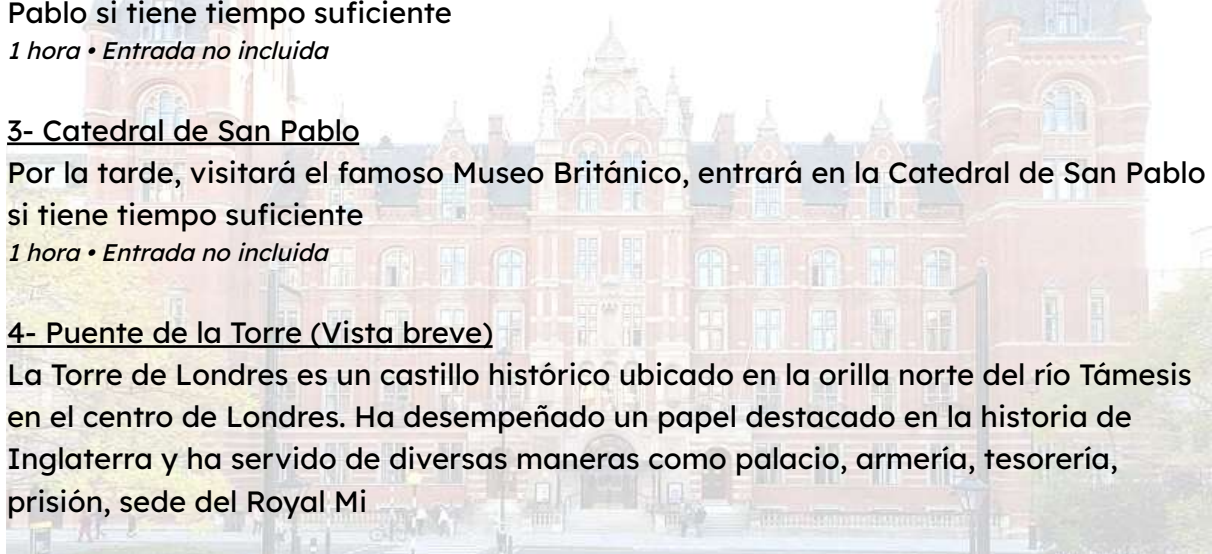 Pablo si tiene tiempo suficiente
1 hora • Entrada no incluida
3- Catedral de San Pablo
Por la tarde, visitará el famoso Museo Británico, entrará en la Catedral de San Pablo
si tiene tiempo suficiente
1 hora • Entrada no incluida
4- Puente de la Torre (Vista breve)
La Torre de Londres es un castillo histórico ubicado en la orilla norte del río Támesis
en el centro de Londres. Ha desempeñado un papel destacado en la historia de
Inglaterra y ha servido de diversas maneras como palacio, armería, tesorería,
prisión, sede del Royal Mi